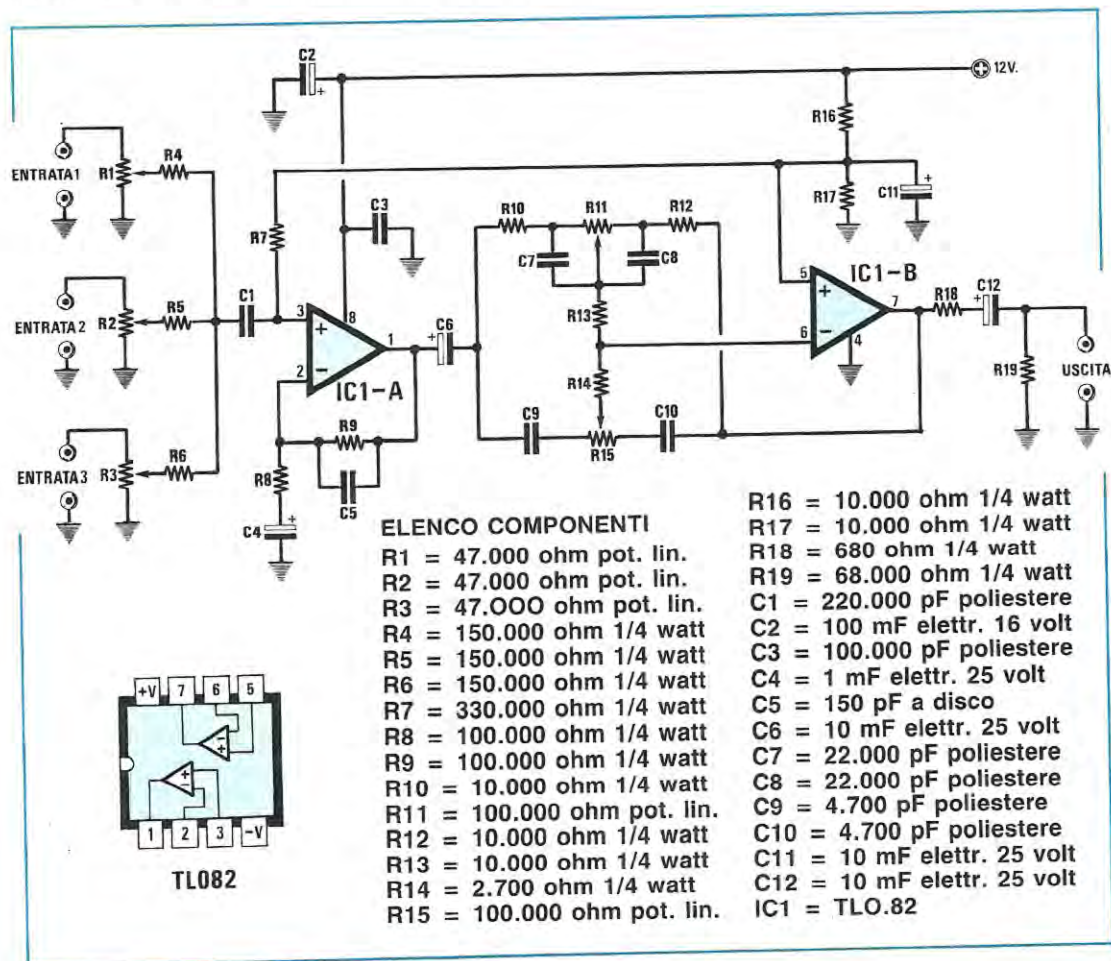 C2
+
12V.
R16
R4
ENTRATA 1
R1
R7
C3
R10
R11
R12
R17
C11
+
C7
C8
IC1-B
R5
C1
ENTRATA 2
R2
3
+
8
1
+
C6
R13
5
+
7
R18
+
C12
6
−
4
2
−
IC1-A
R14
R19
USCITA
R9
C9
C10
R15
R6
ENTRATA 3
R3
R8
C5
C4
+
ELENCO COMPONENTI
R1 = 47.000 ohm pot. lin.
R2 = 47.000 ohm pot. lin.
R3 = 47.OOO ohm pot. lin.
R4 = 150.000 ohm 1/4 watt
R5 = 150.000 ohm 1/4 watt
R6 = 150.000 ohm 1/4 watt
R7 = 330.000 ohm 1/4 watt
R8 = 100.000 ohm 1/4 watt
R9 = 100.000 ohm 1/4 watt
R10 = 10.000 ohm 1/4 watt
R11 = 100.000 ohm pot. lin.
R12 = 10.000 ohm 1/4 watt
R13 = 10.000 ohm 1/4 watt
R14 = 2.700 ohm 1/4 watt
R15 = 100.000 ohm pot. lin.
R16 = 10.000 ohm 1/4 watt
R17 = 10.000 ohm 1/4 watt
R18 = 680 ohm 1/4 watt
R19 = 68.000 ohm 1/4 watt
C1 = 220.000 pF poliestere
C2 = 100 mF elettr. 16 volt
C3 = 100.000 pF poliestere
C4 = 1 mF elettr. 25 volt
C5 = 150 pF a disco
C6 = 10 mF elettr. 25 volt
C7 = 22.000 pF poliestere
C8 = 22.000 pF poliestere
C9 = 4.700 pF poliestere
C10 = 4.700 pF poliestere
C11 = 10 mF elettr. 25 volt
C12 = 10 mF elettr. 25 volt
IC1 = TLO.82
+V 7 6 5
− +
+ −
1 2 3 -V
TL082